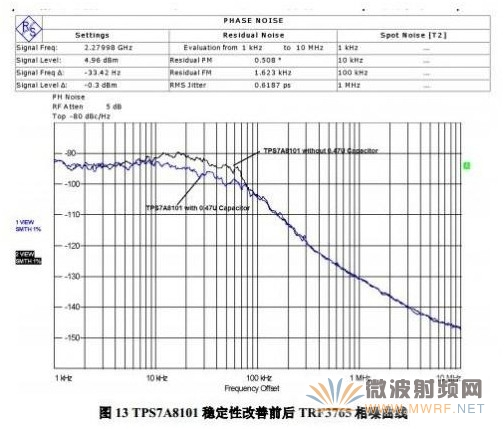 R S
PHASE NOISE
Settings Residual Noise Spot Noise [T2]
Signal Freq: 2.27998 GHz Evaluation from 1 kHz to 10 MHz 1 kHz ...
Signal Level: 4.96 dBm Residual PM 0.508 ° 10 kHz ...
Signal Freq Δ: -33.42 Hz Residual FM 1.623 kHz 100 kHz ...
Signal Level Δ: -0.3 dBm RMS Jitter 0.6187 ps 1 MHz ...
PH Noise
RF Atten 5 dB
Top -80 dBc/Hz
-90
TPS7A8101 without 0.47U Capacitor
A
-100
TPS7A8101 with 0.47U Capacitor
-110
1 VIEW
SMTH 1%
-120
2 VIEW
SMTH 1%
-130
-140
-150
1 kHz 10 kHz 100 kHz 1 MHz 10 MHz
Frequency Offset
微波射频网
WWW.MWRF.NET
图 13 TPS7A8101 稳定性改善前后 TRF3765 相噪曲线